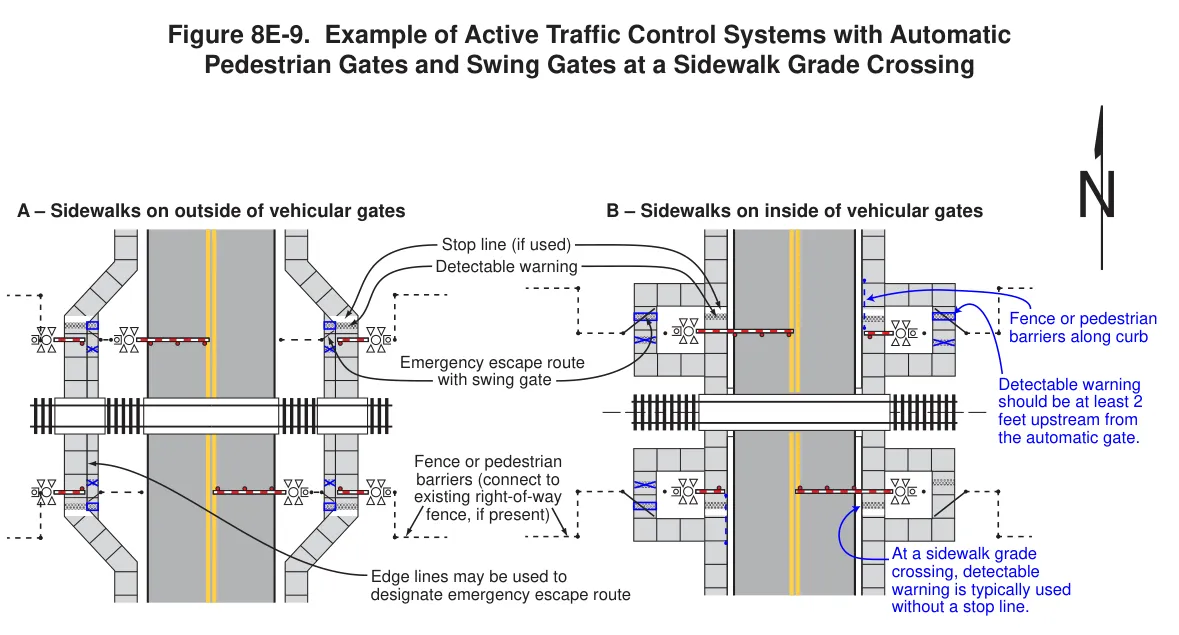 Figure 8E-9.  Example of Active Traffic Control Systems with Automatic
Pedestrian Gates and Swing Gates at a Sidewalk Grade Crossing
N
A – Sidewalks on outside of vehicular gates
B – Sidewalks on inside of vehicular gates
Stop line (if used)
Detectable warning
Emergency escape route
with swing gate
Fence or pedestrian
barriers along curb
Detectable warning
should be at least 2
feet upstream from
the automatic gate.
Fence or pedestrian
barriers (connect to
existing right-of-way
fence, if present)
Edge lines may be used to
designate emergency escape route
At a sidewalk grade
crossing, detectable
warning is typically used
without a stop line.